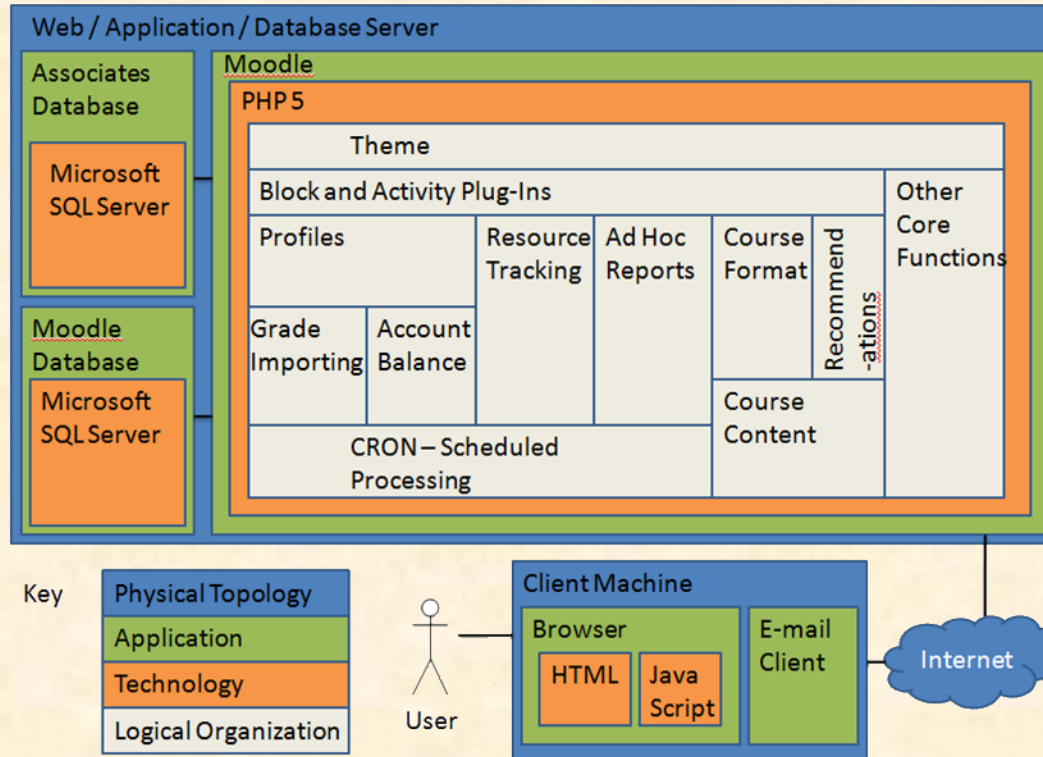 Web / Application / Database Server
Associates
Database
Microsoft
SQL Server
Moodle
Database
Microsoft
SQL Server
Moodle
PHP 5
Theme
Block and Activity Plug-Ins
Other
Core
Functions
Profiles
Resource
Tracking
Ad Hoc
Reports
Course
Format
Recommend
-ations
Grade
Importing
Account
Balance
Course
Content
CRON – Scheduled
Processing
Key
Physical Topology
Application
Technology
Logical Organization
User
Client Machine
Browser
HTML
Java
Script
E-mail
Client
Internet